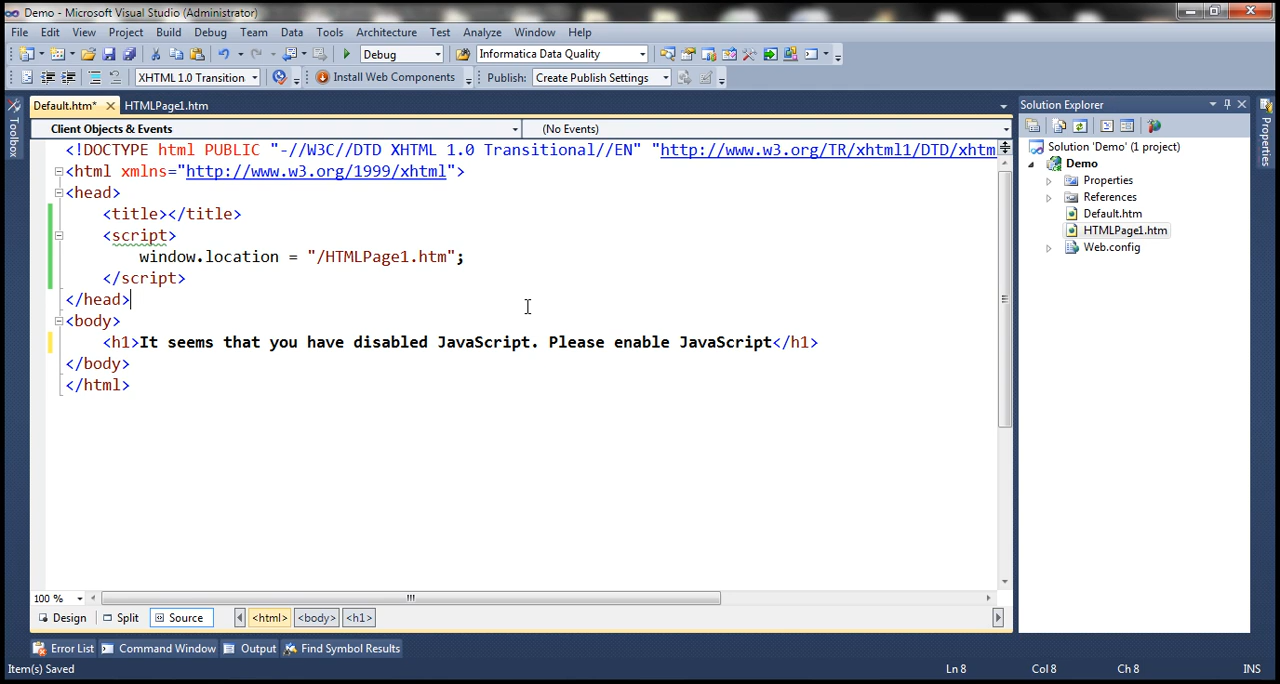 Demo - Microsoft Visual Studio (Administrator)
File Edit View Project Build Debug Team Data Tools Architecture Test Analyze Window Help
Debug Informatica Data Quality
XHTML 1.0 Transition Install Web Components Publish: Create Publish Settings
Default.htm* HTMLPage1.htm
Solution Explorer
Toolbox
Properties
Client Objects & Events (No Events)
<!DOCTYPE html PUBLIC "-//W3C//DTD XHTML 1.0 Transitional//EN" "http://www.w3.org/TR/xhtml1/DTD/xhtm
<html xmlns="http://www.w3.org/1999/xhtml">
<head>
<title></title>
<script>
window.location = "/HTMLPage1.htm";
</script>
</head>
<body>
<h1>It seems that you have disabled JavaScript. Please enable JavaScript</h1>
</body>
</html>
Solution 'Demo' (1 project)
Demo
Properties
References
Default.htm
HTMLPage1.htm
Web.config
100 %
Design Split Source <html> <body> <h1>
Error List Command Window Output Find Symbol Results
Item(s) Saved Ln 8 Col 8 Ch 8 INS